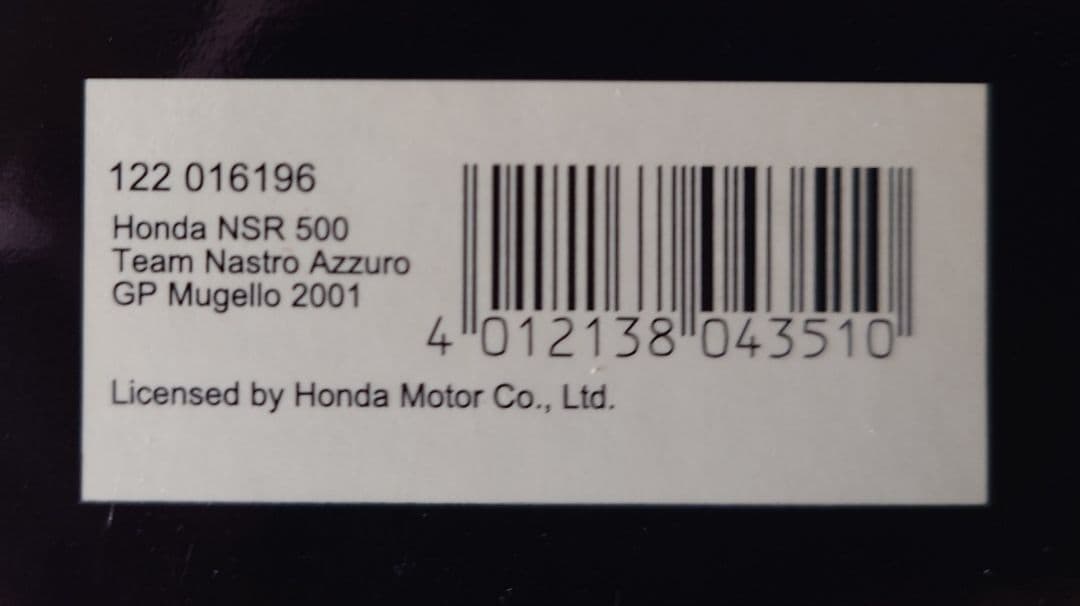 122 016196
Honda NSR 500
Team Nastro Azzuro
GP Mugello 2001
4 012138 043510
Licensed by Honda Motor Co., Ltd.